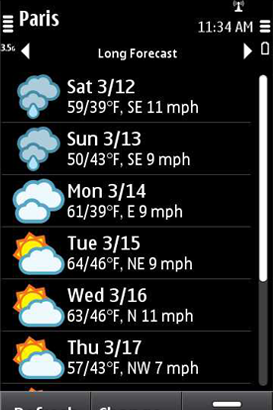 Paris
11:34 AM
3.5G
Long Forecast
Sat 3/12
59/39°F, SE 11 mph
Sun 3/13
50/43°F, SE 9 mph
Mon 3/14
61/39°F, E 9 mph
Tue 3/15
64/46°F, NE 9 mph
Wed 3/16
63/46°F, N 11 mph
Thu 3/17
57/43°F, NW 7 mph